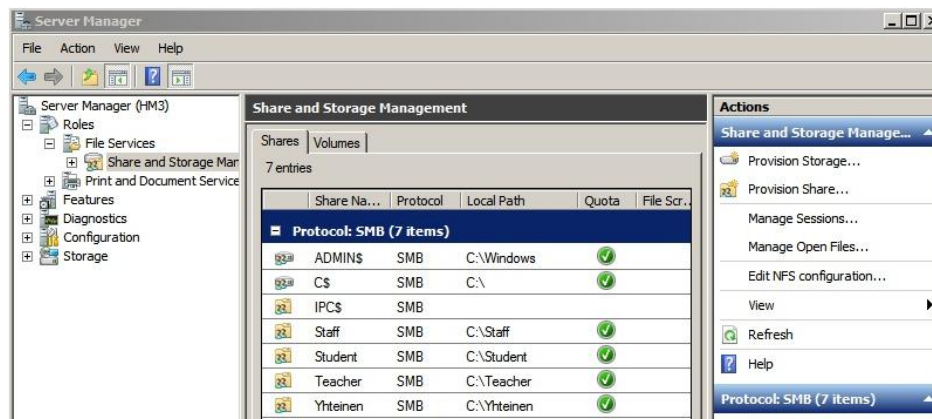 Server Manager
File Action View Help
Server Manager (HM3)
Roles
File Services
Share and Storage Mar
Print and Document Service
Features
Diagnostics
Configuration
Storage
Share and Storage Management
Shares Volumes
7 entries
Share Na... Protocol Local Path Quota File Scr..
Protocol: SMB (7 items)
ADMIN$ SMB C:\Windows
C$ SMB C:\
IPC$ SMB
Staff SMB C:\Staff
Student SMB C:\Student
Teacher SMB C:\Teacher
Yhteinen SMB C:\Yhteinen
Actions
Share and Storage Manage...
Provision Storage...
Provision Share...
Manage Sessions...
Manage Open Files...
Edit NFS configuration...
View
Refresh
Help
Protocol: SMB (7 items)